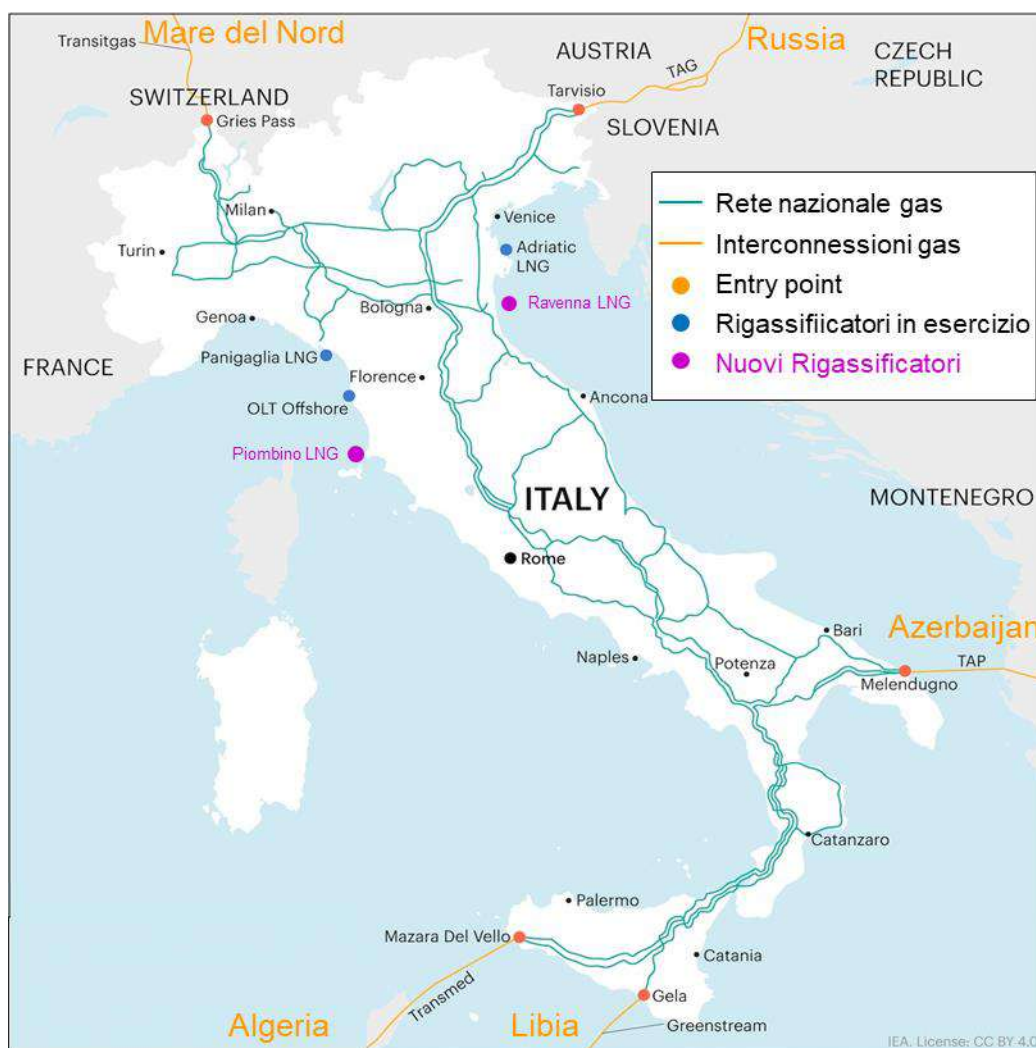 Mare del Nord
Transitgas
AUSTRIA
Russia
CZECH
REPUBLIC
TAG
SWITZERLAND
Tarvisio
Gries Pass
SLOVENIA
Rete nazionale gas
Interconnessioni gas
Entry point
Rigassifiicatori in esercizio
Nuovi Rigassificatori
Milan
Venice
Turin
Adriatic
LNG
Ravenna LNG
Genoa
Bologna
FRANCE
Panigaglia LNG
Florence
OLT Offshore
Ancona
Piombino LNG
ITALY
MONTENEGRO
Rome
Bari
Azerbaijan
Naples
Potenza
TAP
Melendugno
Catanzaro
Palermo
Mazara Del Vello
Catania
Transmed
Gela
Algeria
Libia
Greenstream
IEA. License: CC BY 4.0